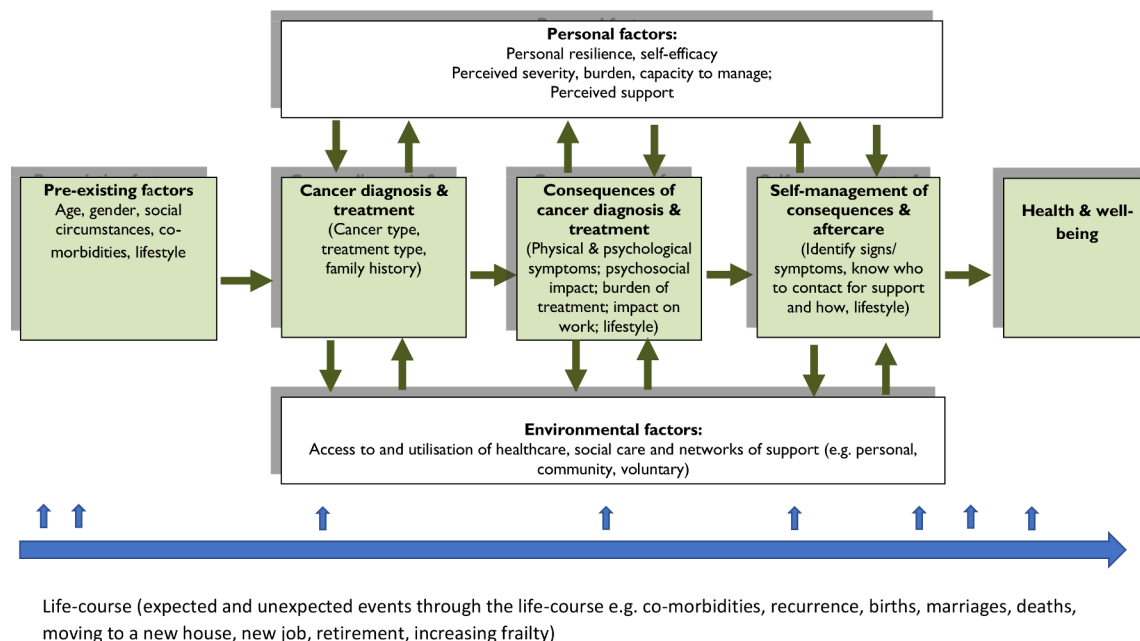 Personal factors:
Personal resilience, self-efficacy
Perceived severity, burden, capacity to manage;
Perceived support
Pre-existing factors
Age, gender, social
circumstances, co-
morbidities, lifestyle
Cancer diagnosis &
treatment
(Cancer type,
treatment type,
family history)
Consequences of
cancer diagnosis &
treatment
(Physical & psychological
symptoms; psychosocial
impact; burden of
treatment; impact on
work; lifestyle)
Self-management of
consequences &
aftercare
(Identify signs/
symptoms, know who
to contact for support
and how, lifestyle)
Health & well-
being
Environmental factors:
Access to and utilisation of healthcare, social care and networks of support (e.g. personal,
community, voluntary)
Life-course (expected and unexpected events through the life-course e.g. co-morbidities, recurrence, births, marriages, deaths,
moving to a new house, new job, retirement, increasing frailty)